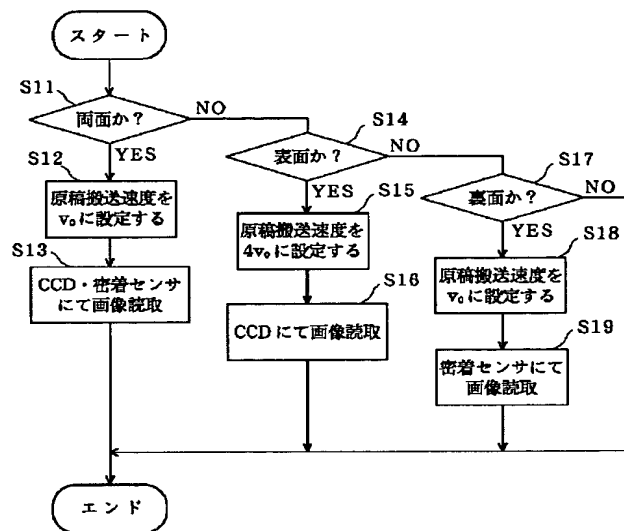 スタート
S11
両面か?
NO
YES
S12
原稿搬送速度を
v₀に設定する
S13
CCD・密着センサ
にて画像読取
S14
表面か?
NO
YES
S15
原稿搬送速度を
4v₀に設定する
S16
CCDにて画像読取
S17
裏面か?
NO
YES
S18
原稿搬送速度を
v₀に設定する
S19
密着センサにて
画像読取
エンド